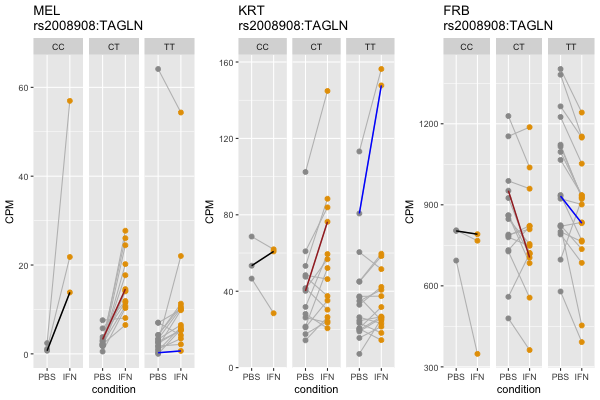 MEL
rs2008908:TAGLN
CC CT TT
60
40
20
0
CPM
PBS IFN PBS IFN PBS IFN
condition
KRT
rs2008908:TAGLN
CC CT TT
160
120
80
40
0
CPM
PBS IFN PBS IFN PBS IFN
condition
FRB
rs2008908:TAGLN
CC CT TT
1200
900
600
300
CPM
PBS IFN PBS IFN PBS IFN
condition